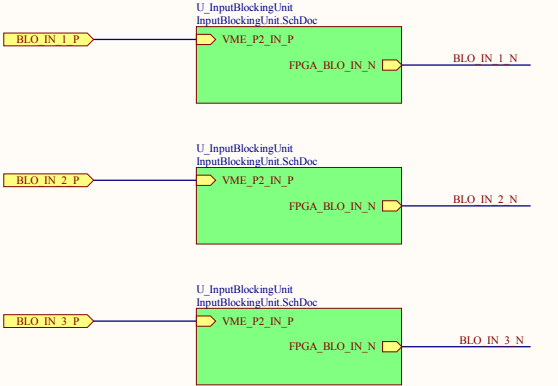 U_InputBlockingUnit
InputBlockingUnit.SchDoc
BLO_IN_1_P
VME_P2_IN_P
FPGA_BLO_IN_N
BLO_IN_1_N
U_InputBlockingUnit
InputBlockingUnit.SchDoc
BLO_IN_2_P
VME_P2_IN_P
FPGA_BLO_IN_N
BLO_IN_2_N
U_InputBlockingUnit
InputBlockingUnit.SchDoc
BLO_IN_3_P
VME_P2_IN_P
FPGA_BLO_IN_N
BLO_IN_3_N